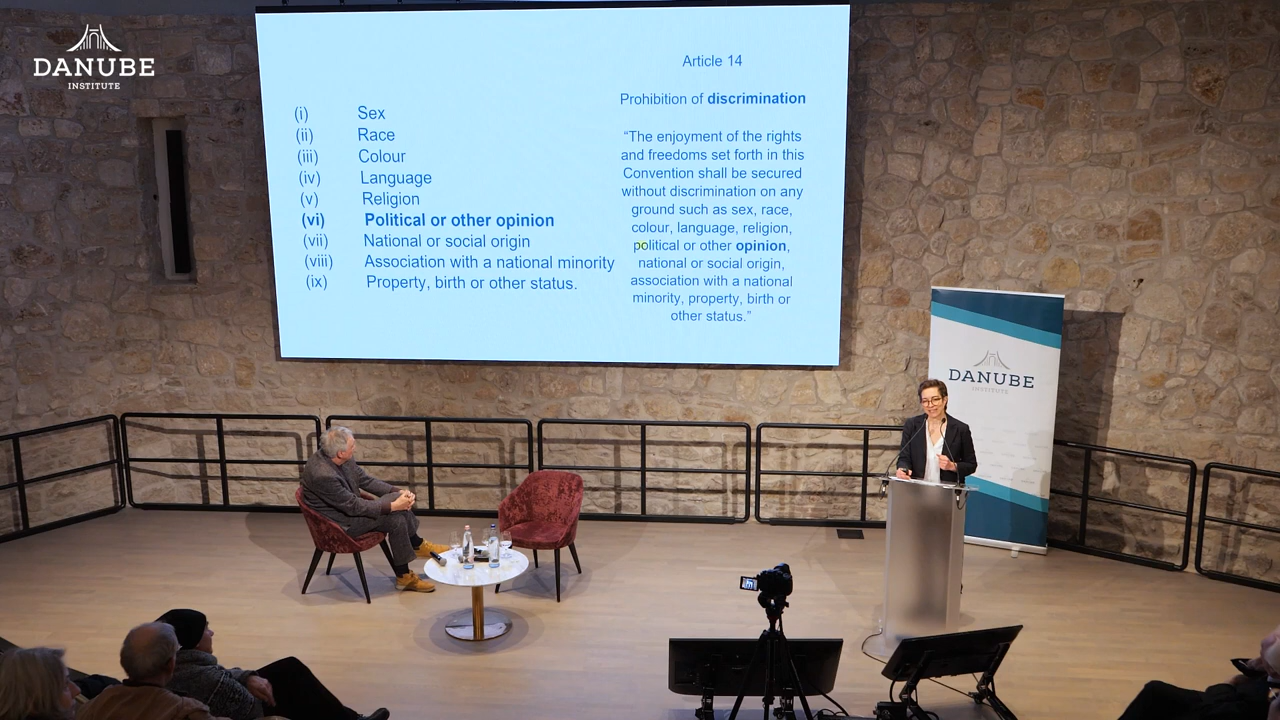 DANUBE
INSTITUTE
(i) Sex
(ii) Race
(iii) Colour
(iv) Language
(v) Religion
(vi) Political or other opinion
(vii) National or social origin
(viii) Association with a national minority
(ix) Property, birth or other status.
Article 14
Prohibition of discrimination
“The enjoyment of the rights
and freedoms set forth in this
Convention shall be secured
without discrimination on any
ground such as sex, race,
colour, language, religion,
political or other opinion,
national or social origin,
association with a national
minority, property, birth or
other status.”
DANUBE
INSTITUTE